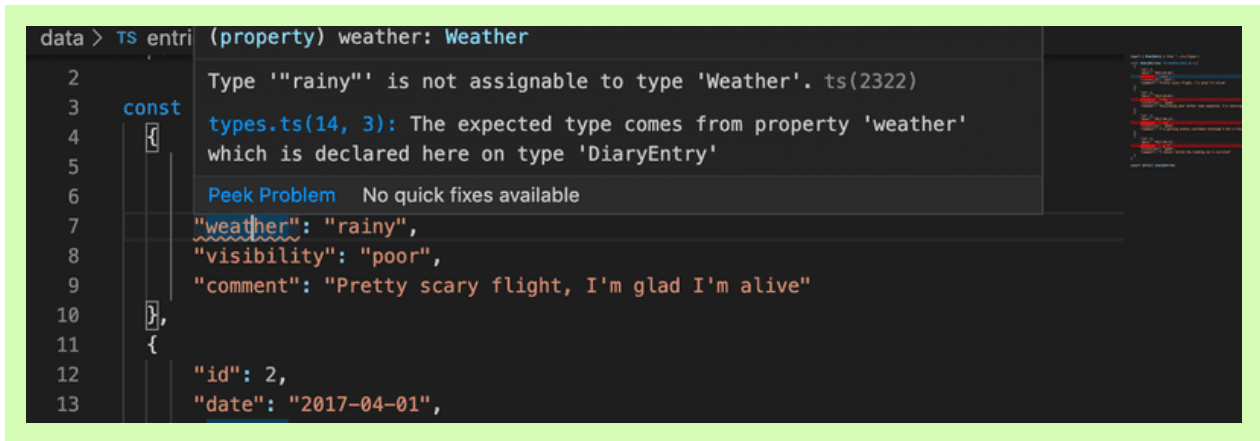 data > TS entri
(property) weather: Weather
2
Type '"rainy"' is not assignable to type 'Weather'. ts(2322)
3 const
types.ts(14, 3): The expected type comes from property 'weather'
4 {
which is declared here on type 'DiaryEntry'
5
6
Peek Problem No quick fixes available
7 "weather": "rainy",
8 "visibility": "poor",
9 "comment": "Pretty scary flight, I'm glad I'm alive"
10 },
11 {
12 "id": 2,
13 "date": "2017-04-01",